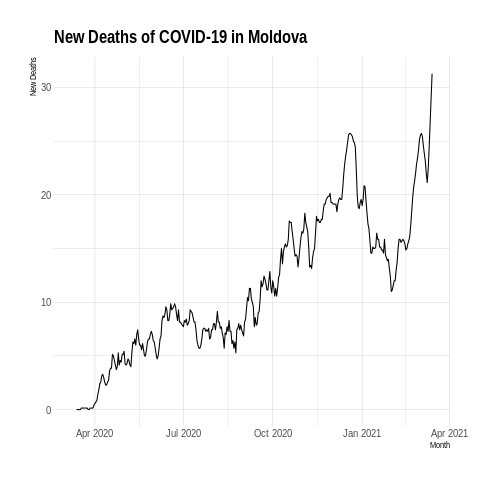 New Deaths of COVID-19 in Moldova
New Deaths
30
20
10
0
Apr 2020 Jul 2020 Oct 2020 Jan 2021 Apr 2021
Month